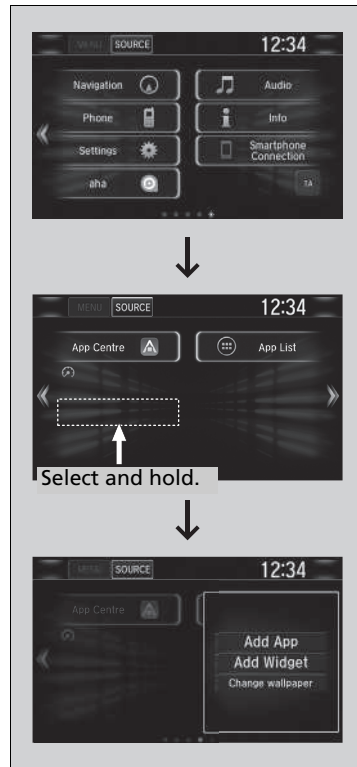 MENU SOURCE 12:34
Navigation Audio
Phone Info
Settings Smartphone
Connection
aha TA
MENU SOURCE 12:34
App Centre App List
Select and hold.
MENU SOURCE 12:34
App Centre
Add App
Add Widget
Change wallpaper